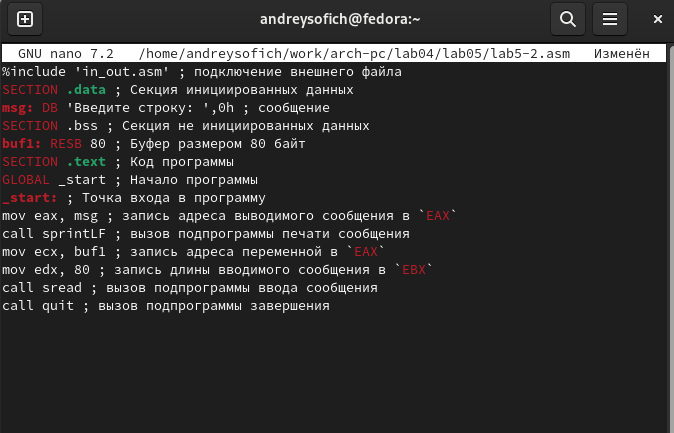 andreysofich@fedora:~
GNU nano 7.2 /home/andreysofich/work/arch-pc/lab04/lab05/lab5-2.asm Изменён
%include 'in_out.asm' ; подключение внешнего файла
SECTION .data ; Секция инициированных данных
msg: DB 'Введите строку: ',0h ; сообщение
SECTION .bss ; Секция не инициированных данных
buf1: RESB 80 ; Буфер размером 80 байт
SECTION .text ; Код программы
GLOBAL _start ; Начало программы
_start: ; Точка входа в программу
mov eax, msg ; запись адреса выводимого сообщения в `EAX`
call sprintLF ; вызов подпрограммы печати сообщения
mov ecx, buf1 ; запись адреса переменной в `EAX`
mov edx, 80 ; запись длины вводимого сообщения в `EBX`
call sread ; вызов подпрограммы ввода сообщения
call quit ; вызов подпрограммы завершения